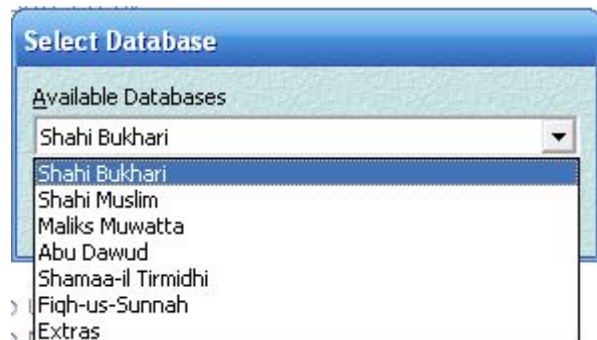 Select Database
Available Databases
Shahi Bukhari
Shahi Bukhari
Shahi Muslim
Maliks Muwatta
Abu Dawud
Shamaa-il Tirmidhi
Fiqh-us-Sunnah
Extras